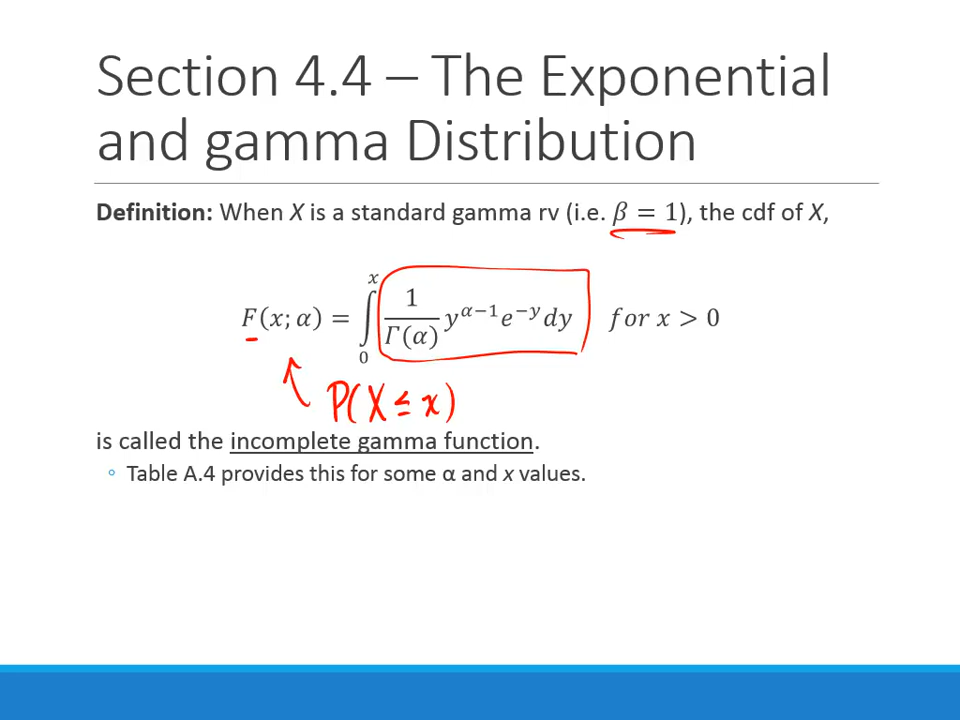 Section 4.4 – The Exponential
and gamma Distribution
Definition: When X is a standard gamma rv (i.e. β = 1), the cdf of X,
F(x; α) = ∫₀ˣ 1/Γ(α) y^{α−1} e^{−y} dy for x > 0
P(X ≤ x)
is called the incomplete gamma function.
◦ Table A.4 provides this for some α and x values.